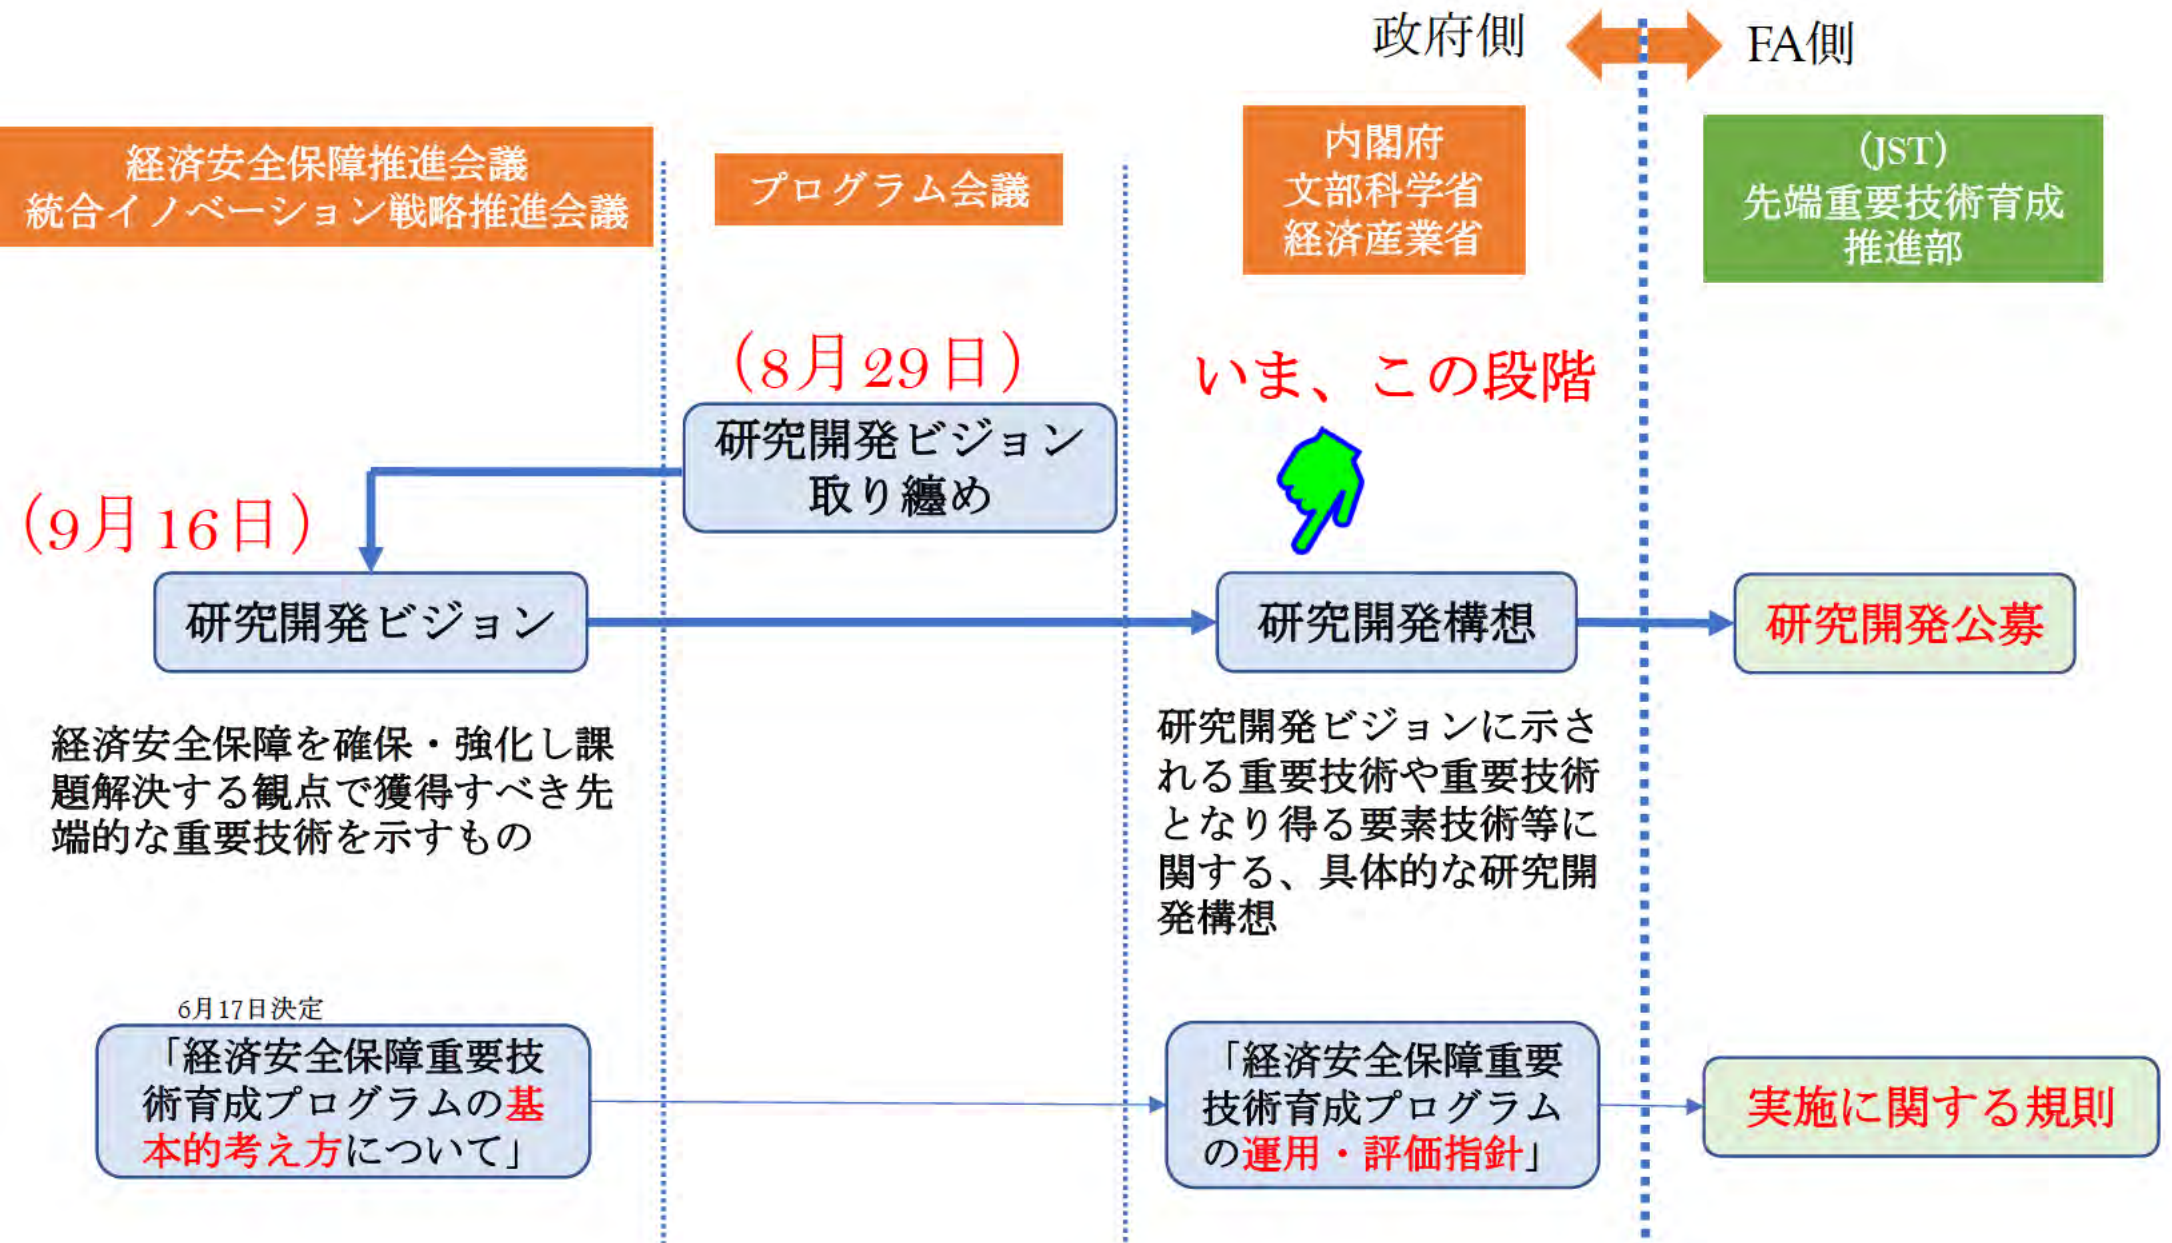 政府側
FA側
経済安全保障推進会議
統合イノベーション戦略推進会議
プログラム会議
内閣府
文部科学省
経済産業省
(JST)
先端重要技術育成
推進部
(8月29日)
いま、この段階
研究開発ビジョン
取り纏め
(9月16日)
研究開発ビジョン
研究開発構想
研究開発公募
経済安全保障を確保・強化し課
題解決する観点で獲得すべき先
端的な重要技術を示すもの
研究開発ビジョンに示さ
れる重要技術や重要技術
となり得る要素技術等に
関する、具体的な研究開
発構想
6月17日決定
「経済安全保障重要技
術育成プログラムの基
本的考え方について」
「経済安全保障重要
技術育成プログラム
の運用・評価指針」
実施に関する規則